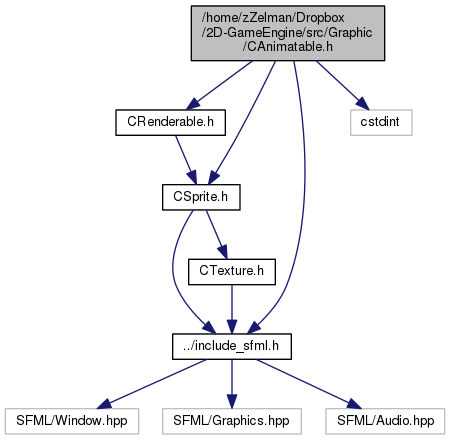 /home/zZelman/Dropbox
/2D-GameEngine/src/Graphic
/CAnimatable.h
CRenderable.h
cstdint
CSprite.h
CTexture.h
../include_sfml.h
SFML/Window.hpp
SFML/Graphics.hpp
SFML/Audio.hpp